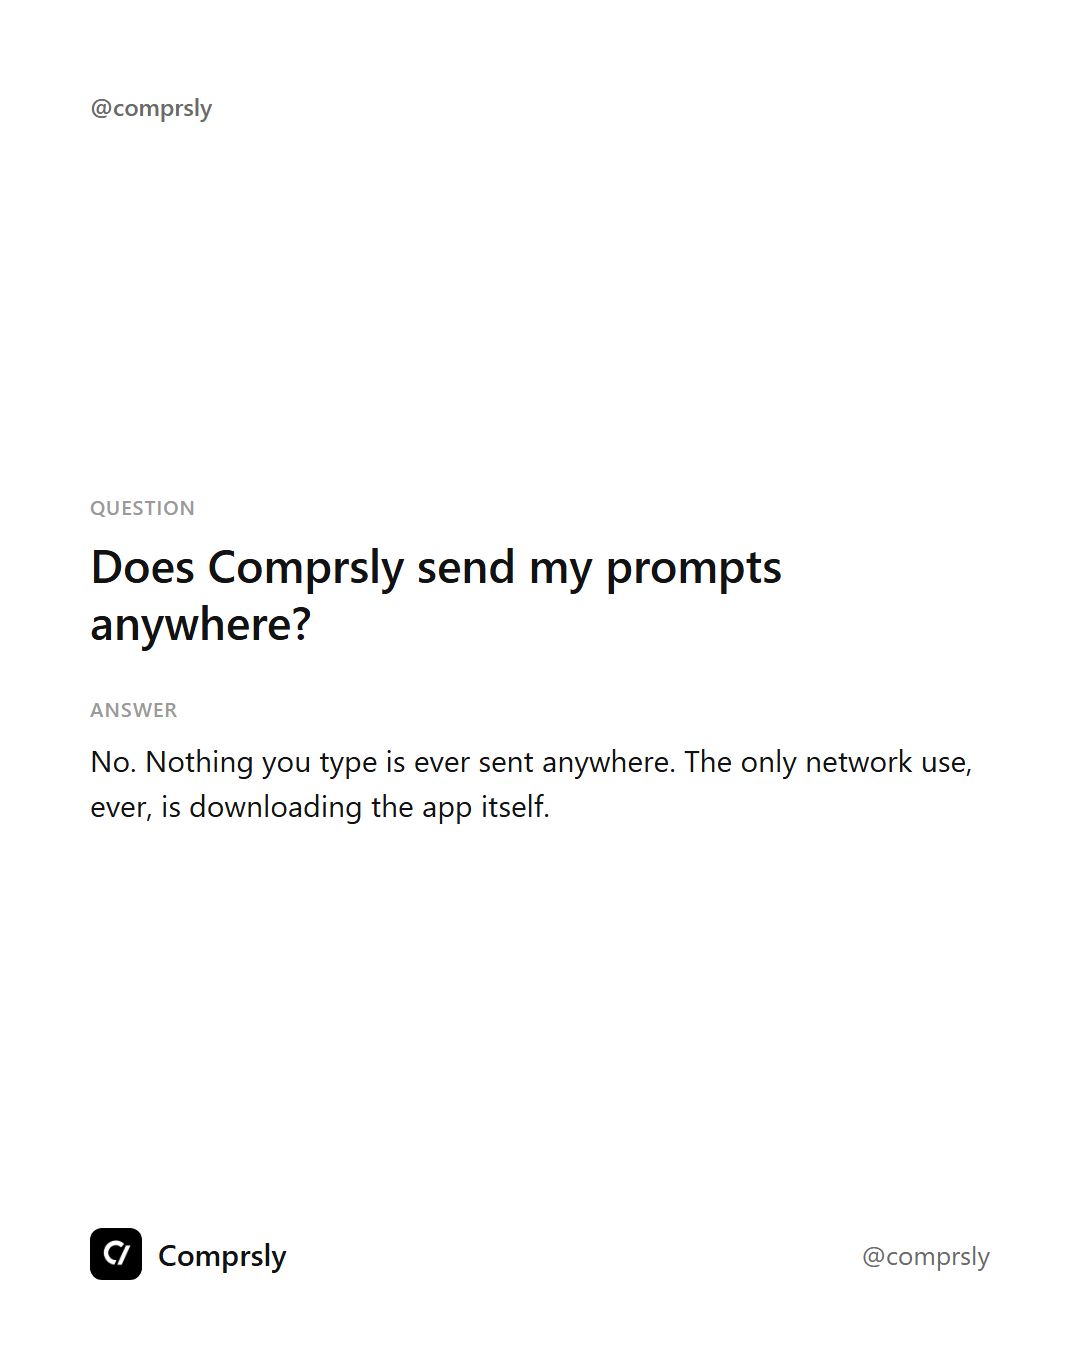 @comprsly
QUESTION
Does Comprsly send my prompts
anywhere?
ANSWER
No. Nothing you type is ever sent anywhere. The only network use,
ever, is downloading the app itself.
Comprsly
@comprsly